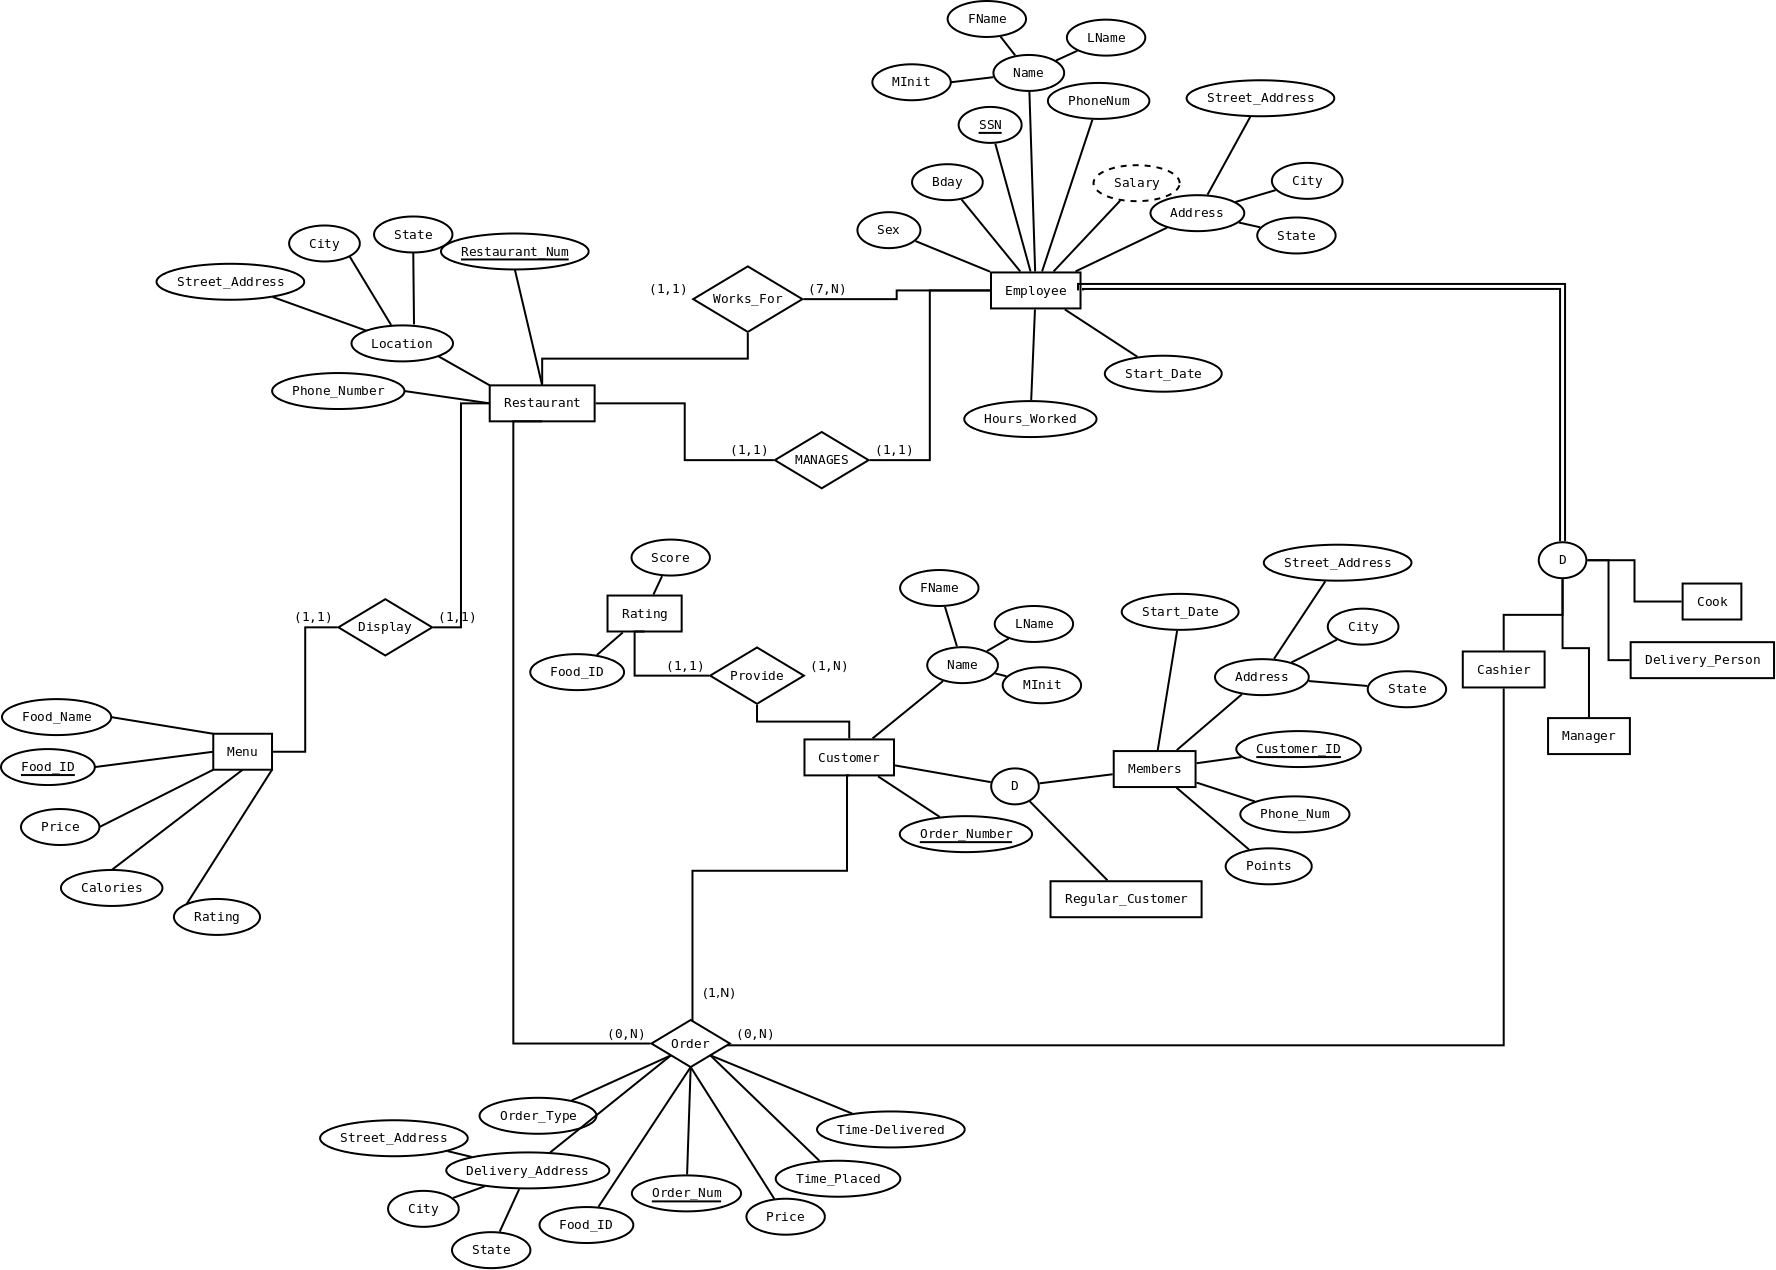 FName
LName
MInit
Name
PhoneNum
Street_Address
SSN
Bday
Salary
City
Sex
Address
State
City
State
Restaurant_Num
Street_Address
(1,1)
Works_For
(7,N)
Employee
Location
Phone_Number
Restaurant
Start_Date
Hours_Worked
(1,1)
MANAGES
(1,1)
Score
Rating
Food_ID
(1,1)
Provide
(1,N)
FName
LName
Name
MInit
Street_Address
Start_Date
City
Address
State
D
Cook
Cashier
Delivery_Person
Manager
(1,1)
Display
(1,1)
Food_Name
Menu
Food_ID
Price
Calories
Rating
Customer
D
Members
Customer_ID
Phone_Num
Order_Number
Points
Regular_Customer
(1,N)
(0,N)
Order
(0,N)
Order_Type
Time-Delivered
Street_Address
Delivery_Address
Time_Placed
Order_Num
City
Food_ID
Price
State